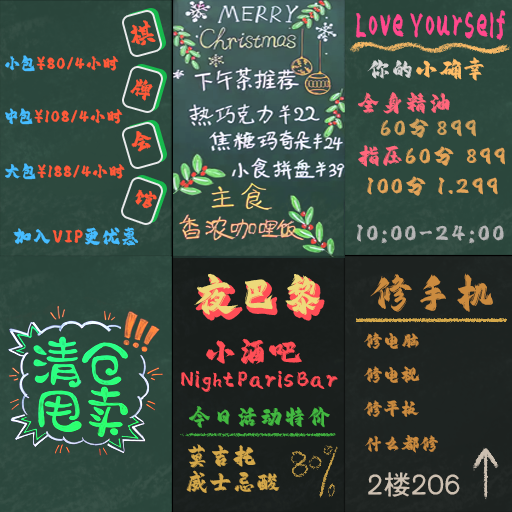 棋
牌
会
馆
小包¥80/4小时
中包¥108/4小时
大包¥188/4小时
加入VIP更优惠
MERRY
Christmas
下午茶推荐
热巧克力¥22
焦糖玛奇朵¥24
小食拼盘¥39
主食
香浓咖喱饭
Love Yourself
你的小确幸
全身精油
60分 899
指压60分 899
100分 1.299
10:00-24:00
清仓
甩卖
!!!
夜巴黎
小酒吧
NightParisBar
今日活动特价
莫吉托
威士忌酸
80%
修手机
修电脑
修电视
修平板
什么都修
2楼206